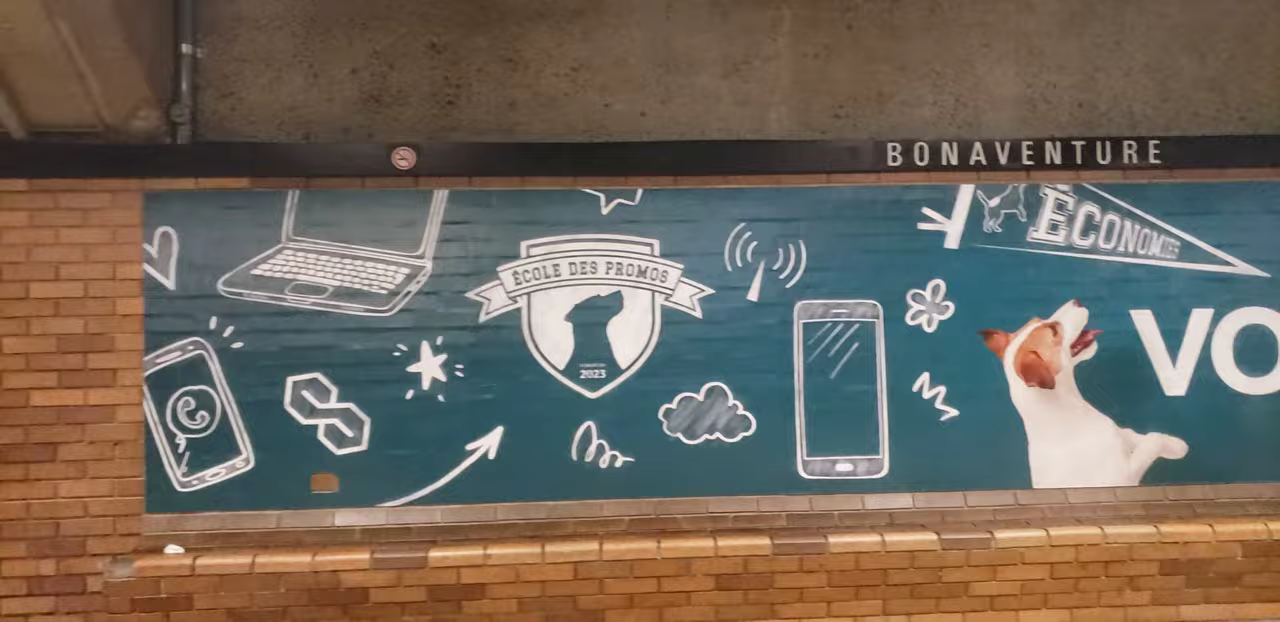 BONAVENTURE
ÉCONOMIES
ÉCOLE DES PROMOS
2023
VO